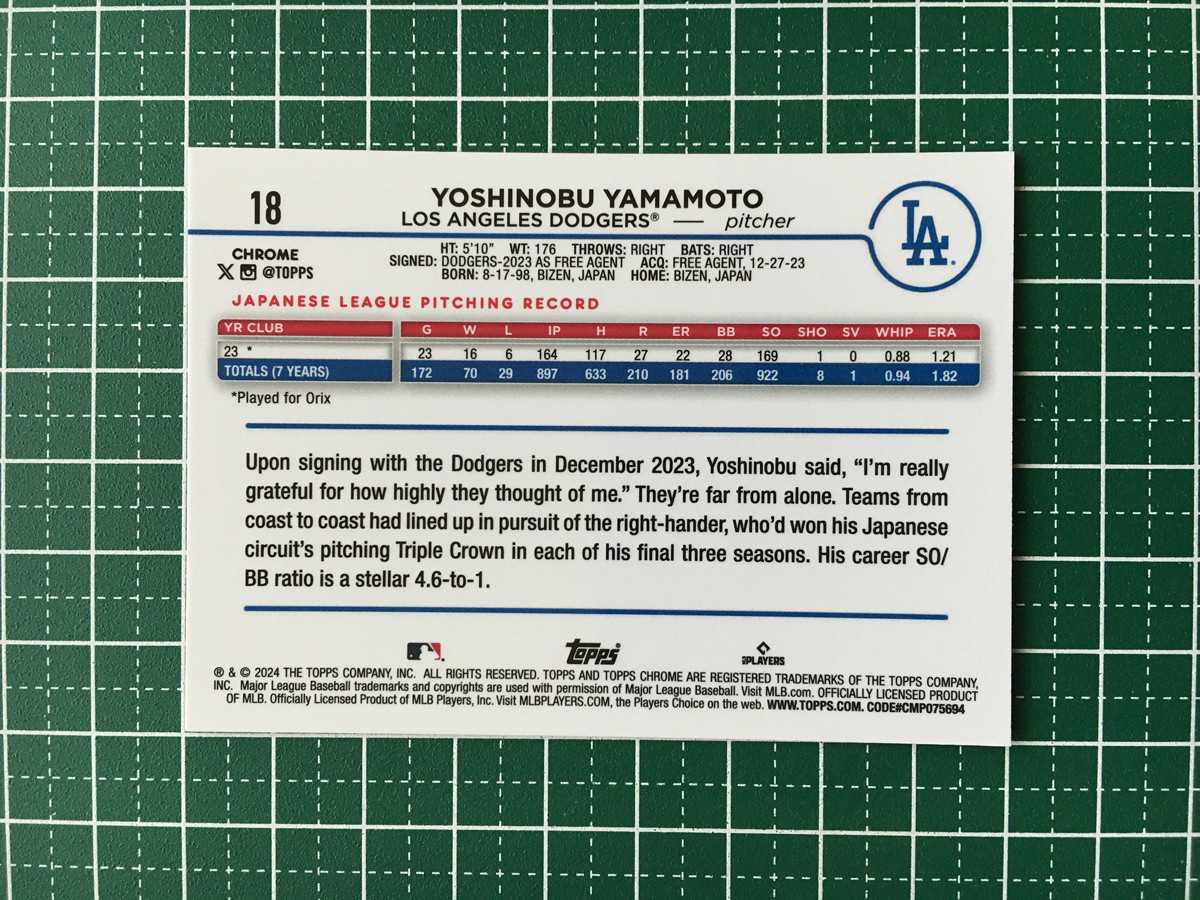 18
YOSHINOBU YAMAMOTO
LOS ANGELES DODGERS® — pitcher
LA
CHROME
X @TOPPS
HT: 5'10" WT: 176 THROWS: RIGHT BATS: RIGHT
SIGNED: DODGERS-2023 AS FREE AGENT ACQ: FREE AGENT, 12-27-23
BORN: 8-17-98, BIZEN, JAPAN HOME: BIZEN, JAPAN
JAPANESE LEAGUE PITCHING RECORD
YR CLUB G W L IP H R ER BB SO SHO SV WHIP ERA
23 * 23 16 6 164 117 27 22 28 169 1 0 0.88 1.21
TOTALS (7 YEARS) 172 70 29 897 633 210 181 206 922 8 1 0.94 1.82
*Played for Orix
Upon signing with the Dodgers in December 2023, Yoshinobu said, “I’m really
grateful for how highly they thought of me.” They’re far from alone. Teams from
coast to coast had lined up in pursuit of the right-hander, who’d won his Japanese
circuit’s pitching Triple Crown in each of his final three seasons. His career SO/
BB ratio is a stellar 4.6-to-1.
Topps
MLB PLAYERS
® & © 2024 THE TOPPS COMPANY, INC. ALL RIGHTS RESERVED. TOPPS AND TOPPS CHROME ARE REGISTERED TRADEMARKS OF THE TOPPS COMPANY,
INC. Major League Baseball trademarks and copyrights are used with permission of Major League Baseball. Visit MLB.com. OFFICIALLY LICENSED PRODUCT
OF MLB. Officially Licensed Product of MLB Players, Inc. Visit MLBPLAYERS.COM, the Players Choice on the web. WWW.TOPPS.COM. CODE#CMP075694